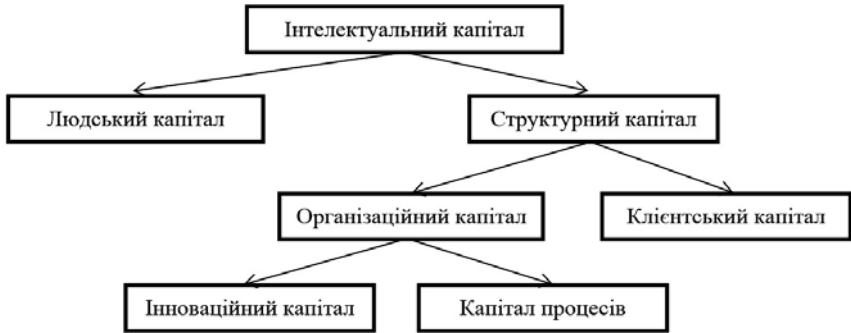 Інтелектуальний капітал
Людський капітал
Структурний капітал
Організаційний капітал
Клієнтський капітал
Інноваційний капітал
Капітал процесів